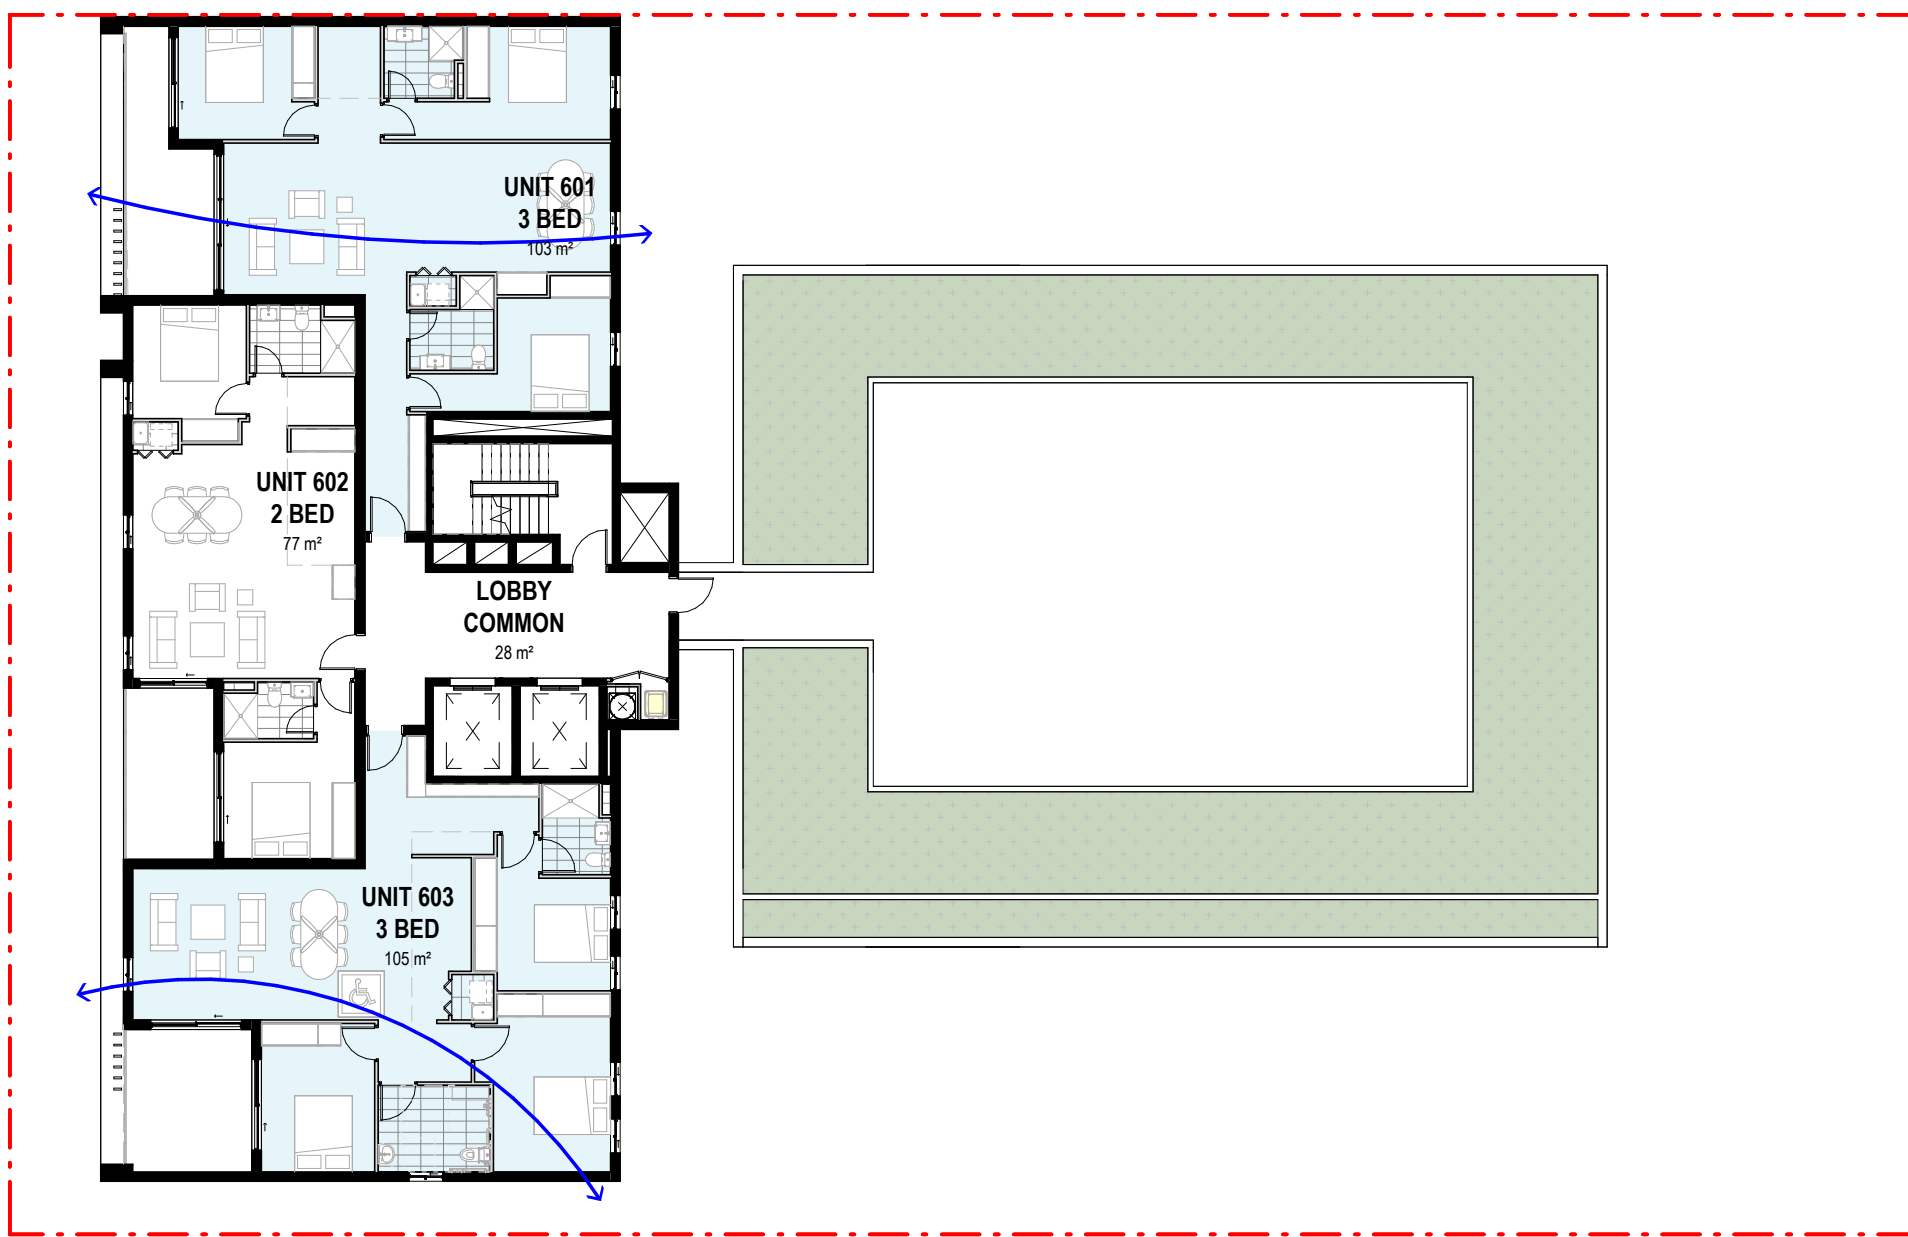 UNIT 601
3 BED
103 m²
UNIT 602
2 BED
77 m²
LOBBY
COMMON
28 m²
UNIT 603
3 BED
105 m²